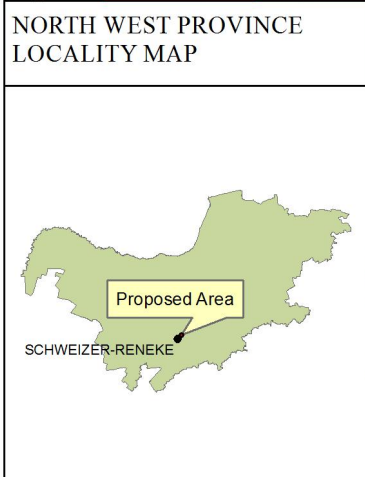 NORTH WEST PROVINCE
LOCALITY MAP
Proposed Area
SCHWEIZER-RENEKE